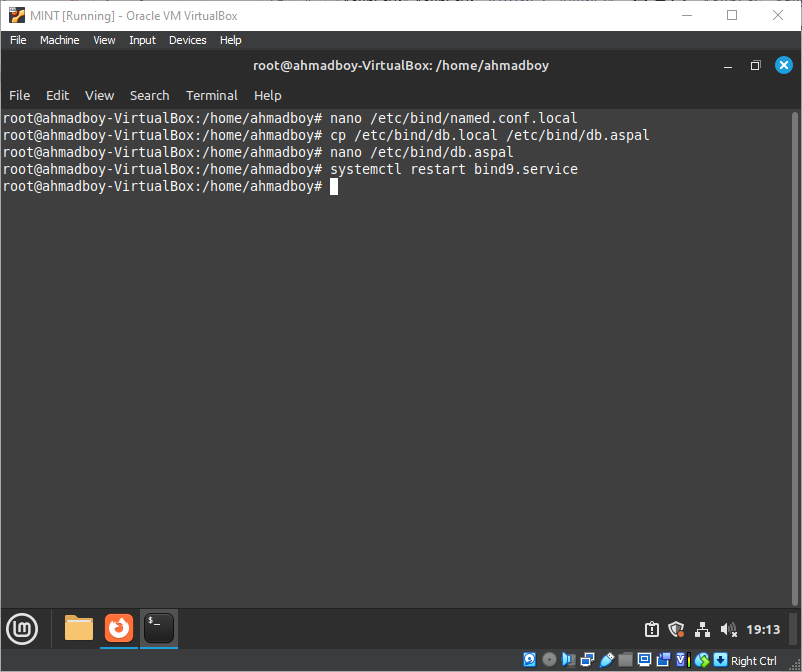 MINT [Running] - Oracle VM VirtualBox
File Machine View Input Devices Help
root@ahmadboy-VirtualBox: /home/ahmadboy
File Edit View Search Terminal Help
root@ahmadboy-VirtualBox:/home/ahmadboy# nano /etc/bind/named.conf.local
root@ahmadboy-VirtualBox:/home/ahmadboy# cp /etc/bind/db.local /etc/bind/db.aspal
root@ahmadboy-VirtualBox:/home/ahmadboy# nano /etc/bind/db.aspal
root@ahmadboy-VirtualBox:/home/ahmadboy# systemctl restart bind9.service
root@ahmadboy-VirtualBox:/home/ahmadboy#
19:13
Right Ctrl